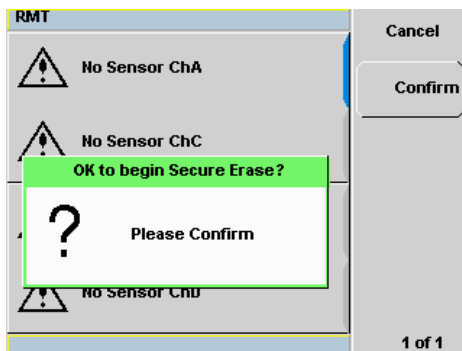 RMT
Cancel
No Sensor ChA
Confirm
No Sensor ChC
OK to begin Secure Erase?
Please Confirm
No Sensor ChD
1 of 1